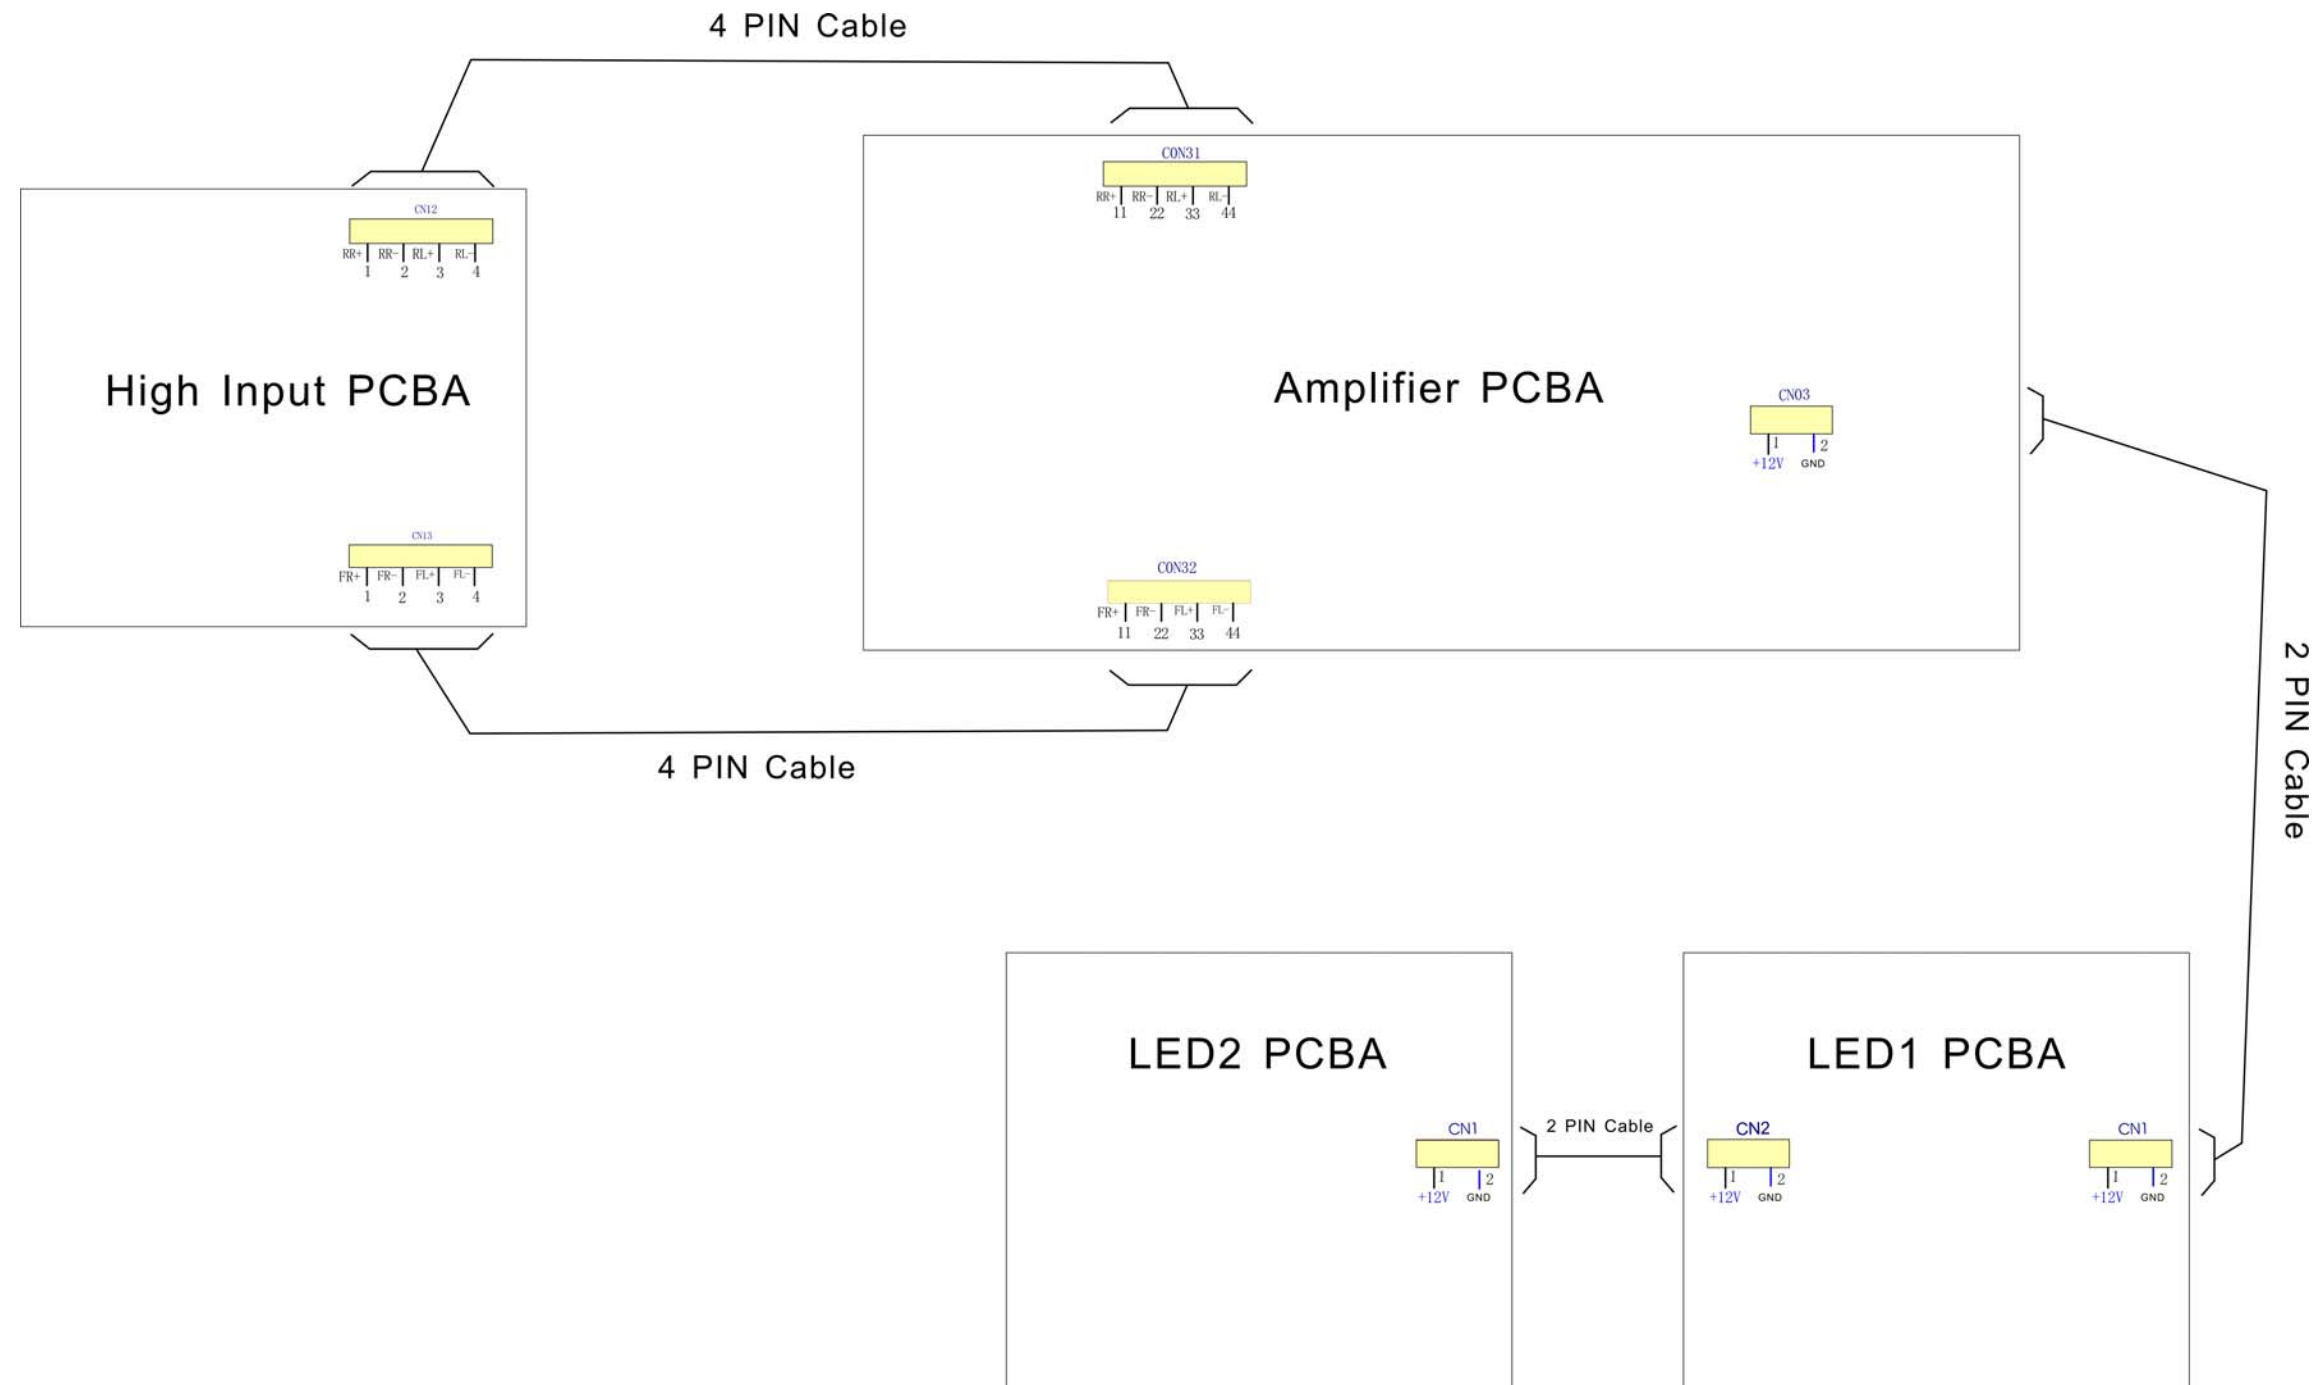 4 PIN Cable
CON31
RR+ RR- RL+ RL-
11 22 33 44
CN12
RR+ RR- RL+ RL-
1 2 3 4
High Input PCBA
Amplifier PCBA
CN03
1 2
+12V GND
CN13
FR+ FR- FL+ FL-
1 2 3 4
CON32
FR+ FR- FL+ FL-
11 22 33 44
4 PIN Cable
2 PIN Cable
LED2 PCBA
LED1 PCBA
CN1
1 2
+12V GND
2 PIN Cable
CN2
1 2
+12V GND
CN1
1 2
+12V GND